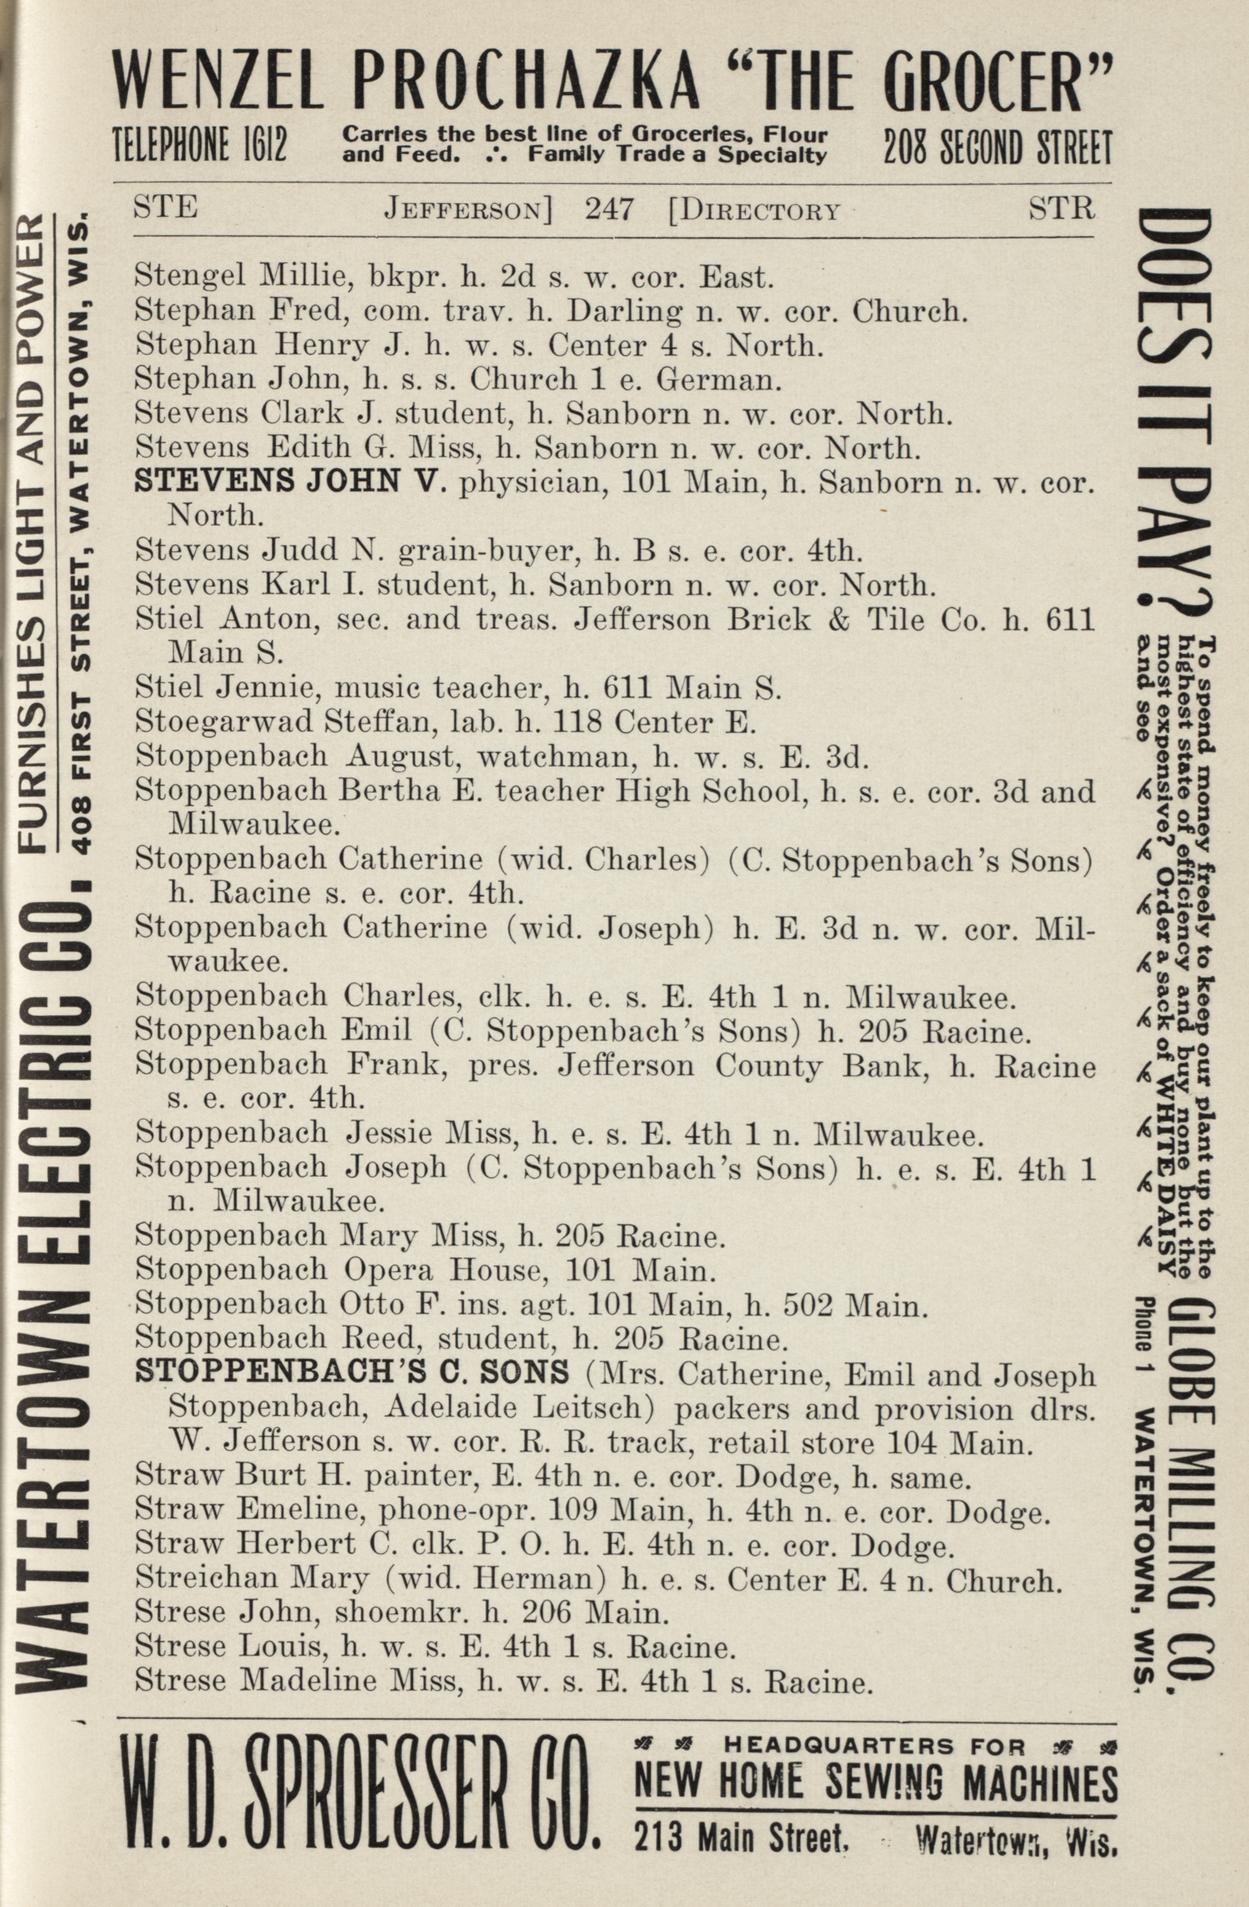 WENZEL PROCHAZKA “THE GROCER”
TELEPHONE 1612
Carries the best line of Groceries, Flour
and Feed. ∴ Family Trade a Specialty
208 SECOND STREET
STE JEFFERSON] 247 [DIRECTORY STR
Stengel Millie, bkpr. h. 2d s. w. cor. East.
Stephan Fred, com. trav. h. Darling n. w. cor. Church.
Stephan Henry J. h. w. s. Center 4 s. North.
Stephan John, h. s. s. Church 1 e. German.
Stevens Clark J. student, h. Sanborn n. w. cor. North.
Stevens Edith G. Miss, h. Sanborn n. w. cor. North.
STEVENS JOHN V. physician, 101 Main, h. Sanborn n. w. cor.
North.
Stevens Judd N. grain-buyer, h. B s. e. cor. 4th.
Stevens Karl I. student, h. Sanborn n. w. cor. North.
Stiel Anton, sec. and treas. Jefferson Brick & Tile Co. h. 611
Main S.
Stiel Jennie, music teacher, h. 611 Main S.
Stoegarwad Steffan, lab. h. 118 Center E.
Stoppenbach August, watchman, h. w. s. E. 3d.
Stoppenbach Bertha E. teacher High School, h. s. e. cor. 3d and
Milwaukee.
Stoppenbach Catherine (wid. Charles) (C. Stoppenbach's Sons)
h. Racine s. e. cor. 4th.
Stoppenbach Catherine (wid. Joseph) h. E. 3d n. w. cor. Mil-
waukee.
Stoppenbach Charles, clk. h. e. s. E. 4th 1 n. Milwaukee.
Stoppenbach Emil (C. Stoppenbach's Sons) h. 205 Racine.
Stoppenbach Frank, pres. Jefferson County Bank, h. Racine
s. e. cor. 4th.
Stoppenbach Jessie Miss, h. e. s. E. 4th 1 n. Milwaukee.
Stoppenbach Joseph (C. Stoppenbach's Sons) h. e. s. E. 4th 1
n. Milwaukee.
Stoppenbach Mary Miss, h. 205 Racine.
Stoppenbach Opera House, 101 Main.
Stoppenbach Otto F. ins. agt. 101 Main, h. 502 Main.
Stoppenbach Reed, student, h. 205 Racine.
STOPPENBACH'S C. SONS (Mrs. Catherine, Emil and Joseph
Stoppenbach, Adelaide Leitsch) packers and provision dlrs.
W. Jefferson s. w. cor. R. R. track, retail store 104 Main.
Straw Burt H. painter, E. 4th n. e. cor. Dodge, h. same.
Straw Emeline, phone-opr. 109 Main, h. 4th n. e. cor. Dodge.
Straw Herbert C. clk. P. O. h. E. 4th n. e. cor. Dodge.
Streichan Mary (wid. Herman) h. e. s. Center E. 4 n. Church.
Strese John, shoemkr. h. 206 Main.
Strese Louis, h. w. s. E. 4th 1 s. Racine.
Strese Madeline Miss, h. w. s. E. 4th 1 s. Racine.
WATERTOWN ELECTRIC CO.
FURNISHES LIGHT AND POWER
408 FIRST STREET, WATERTOWN, WIS.
DOES IT PAY?
To spend money freely to keep our plant up to the
highest state of efficiency and buy none but the
most expensive? Order a sack of WHITE DAISY
and see
GLOBE MILLING CO.
Phone 1 WATERTOWN, WIS.
W. D. SPROESSER CO.
HEADQUARTERS FOR
NEW HOME SEWING MACHINES
213 Main Street. Watertown, Wis.